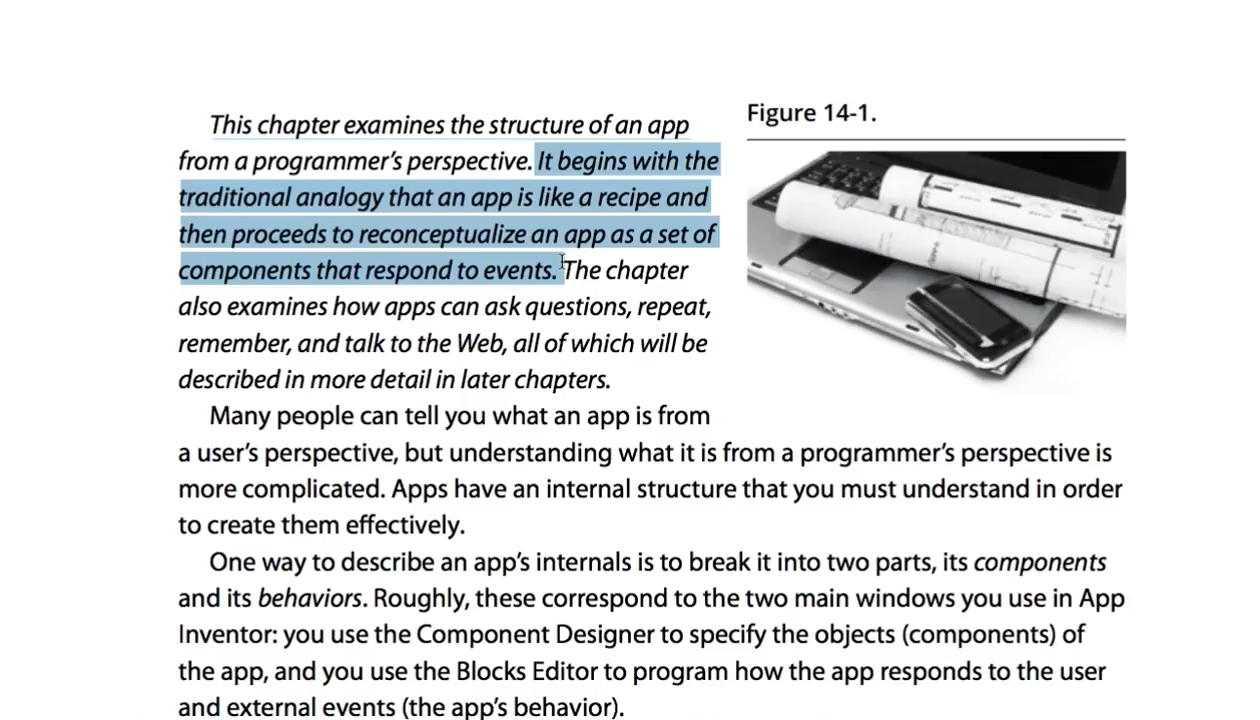 This chapter examines the structure of an app
from a programmer's perspective. It begins with the
traditional analogy that an app is like a recipe and
then proceeds to reconceptualize an app as a set of
components that respond to events. The chapter
also examines how apps can ask questions, repeat,
remember, and talk to the Web, all of which will be
described in more detail in later chapters.
Figure 14-1.
Many people can tell you what an app is from
a user's perspective, but understanding what it is from a programmer's perspective is
more complicated. Apps have an internal structure that you must understand in order
to create them effectively.
One way to describe an app's internals is to break it into two parts, its components
and its behaviors. Roughly, these correspond to the two main windows you use in App
Inventor: you use the Component Designer to specify the objects (components) of
the app, and you use the Blocks Editor to program how the app responds to the user
and external events (the app's behavior).